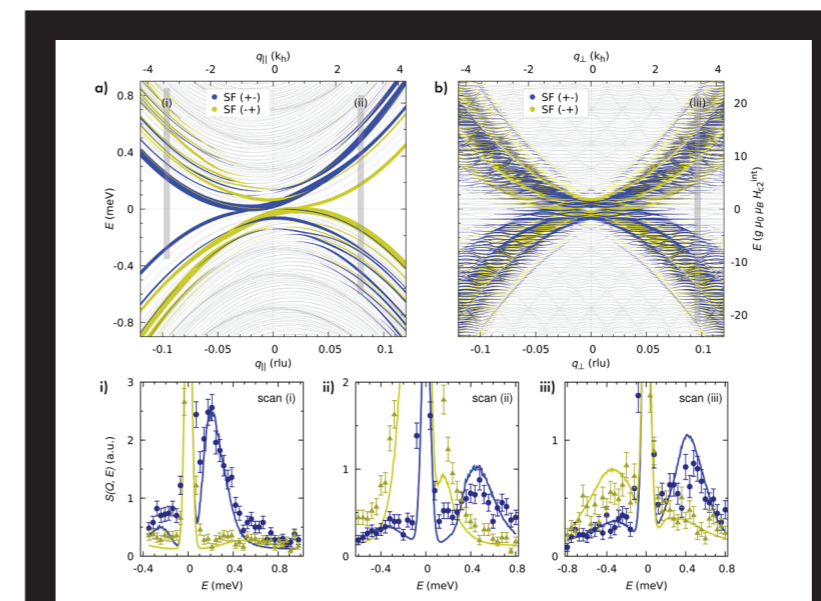 q|| (kh)
-4 -2 0 2 4
q⊥ (kh)
-4 -2 0 2 4
a)
SF (+-)
SF (-+)
(i)
(ii)
b)
SF (+-)
SF (-+)
(iii)
0.8
0.4
0
-0.4
-0.8
E (meV)
20
10
0
-10
-20
E (g μ0 μB Hc2int)
-0.1 -0.05 0 0.05 0.1
q|| (rlu)
-0.1 -0.05 0 0.05 0.1
q⊥ (rlu)
i)
scan (i)
3
2
1
0
S(Q, E) (a.u.)
-0.4 0 0.4 0.8
E (meV)
ii)
scan (ii)
2
1
0
-0.4 0 0.4 0.8
E (meV)
iii)
scan (iii)
1
0
-0.8 -0.4 0 0.4 0.8
E (meV)